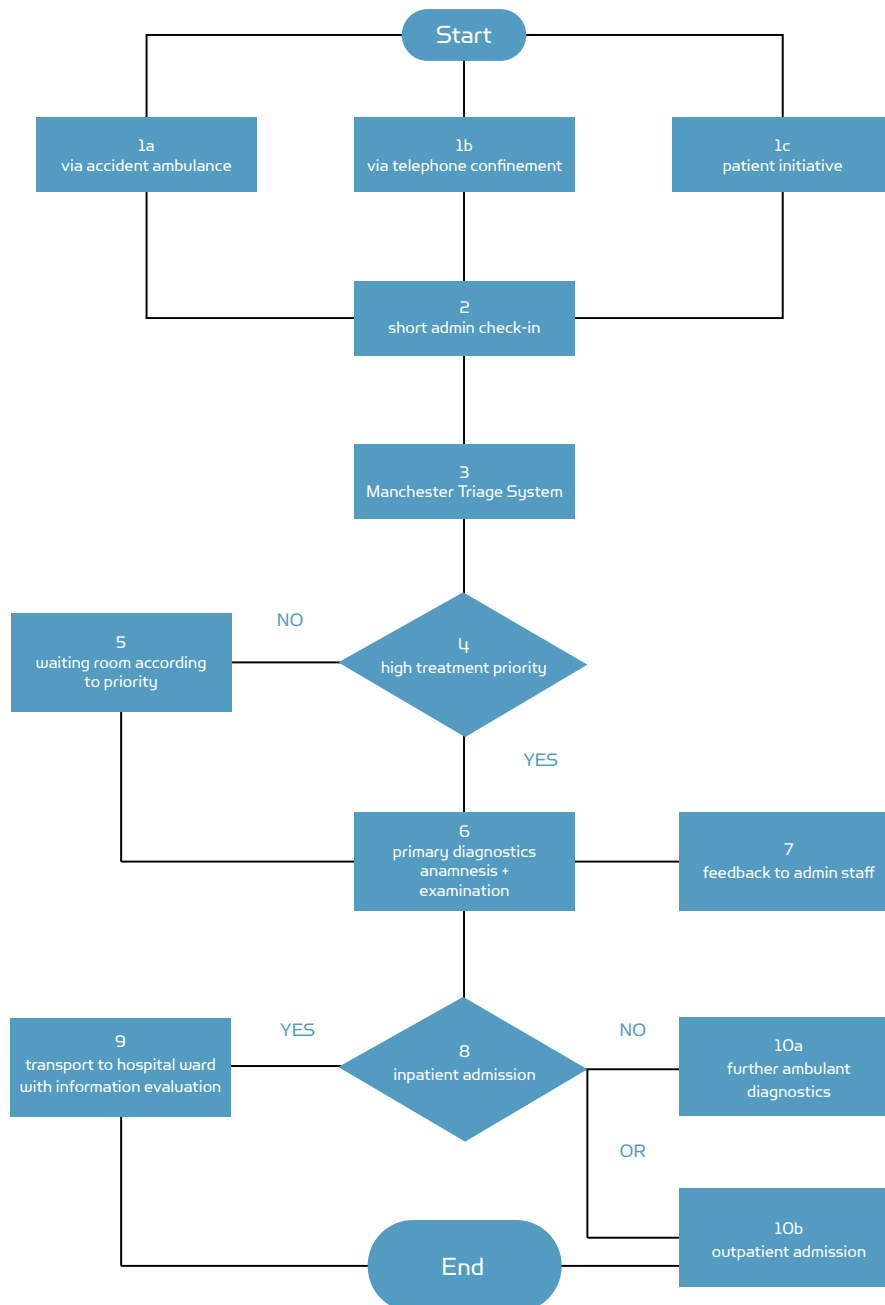 Start
1a
via accident ambulance
1b
via telephone confinement
1c
patient initiative
2
short admin check-in
3
Manchester Triage System
NO
4
high treatment priority
5
waiting room according
to priority
YES
6
primary diagnostics
anamnesis +
examination
7
feedback to admin staff
YES
8
inpatient admission
NO
9
transport to hospital ward
with information evaluation
10a
further ambulant
diagnostics
OR
10b
outpatient admission
End